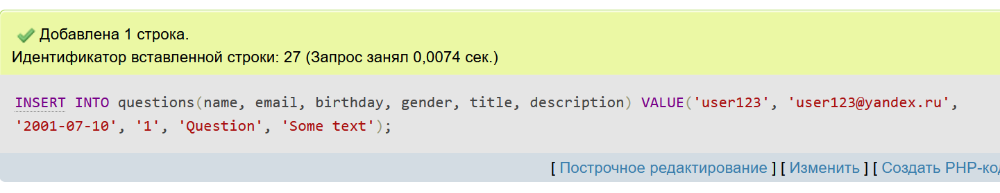 Добавлена 1 строка.
Идентификатор вставленной строки: 27 (Запрос занял 0,0074 сек.)
INSERT INTO questions(name, email, birthday, gender, title, description) VALUE('user123', 'user123@yandex.ru',
'2001-07-10', '1', 'Question', 'Some text');
[ Построчное редактирование ] [ Изменить ] [ Создать PHP-код